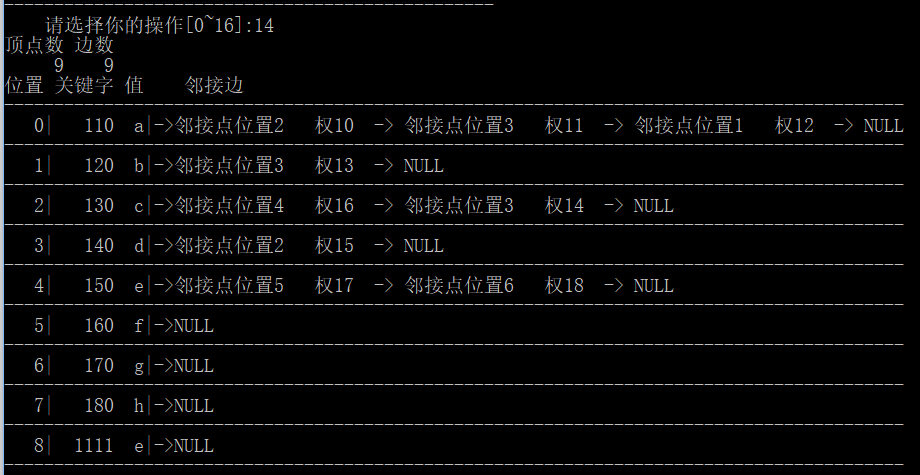 请选择你的操作[0~16]:14
顶点数 边数
9 9
位置 关键字 值 邻接边
0| 110 a|->邻接点位置2 权10 -> 邻接点位置3 权11 -> 邻接点位置1 权12 -> NULL
1| 120 b|->邻接点位置3 权13 -> NULL
2| 130 c|->邻接点位置4 权16 -> 邻接点位置3 权14 -> NULL
3| 140 d|->邻接点位置2 权15 -> NULL
4| 150 e|->邻接点位置5 权17 -> 邻接点位置6 权18 -> NULL
5| 160 f|->NULL
6| 170 g|->NULL
7| 180 h|->NULL
8| 1111 e|->NULL